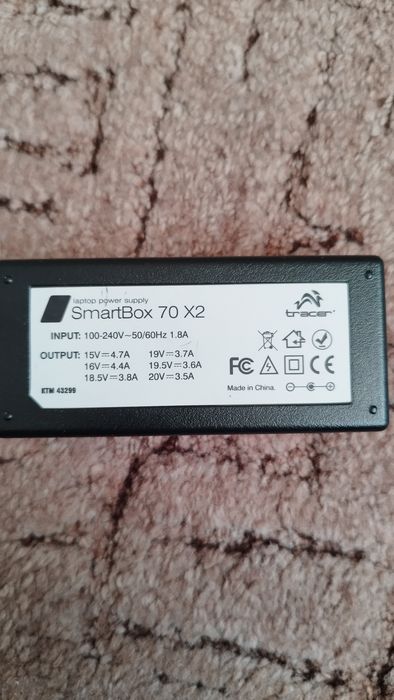 laptop power supply
SmartBox 70 X2
tracer
INPUT: 100-240V~50/60Hz 1.8A
OUTPUT: 15V⎓4.7A 19V⎓3.7A
16V⎓4.4A 19.5V⎓3.6A
18.5V⎓3.8A 20V⎓3.5A
FC CE
KTM 43299
Made in China.